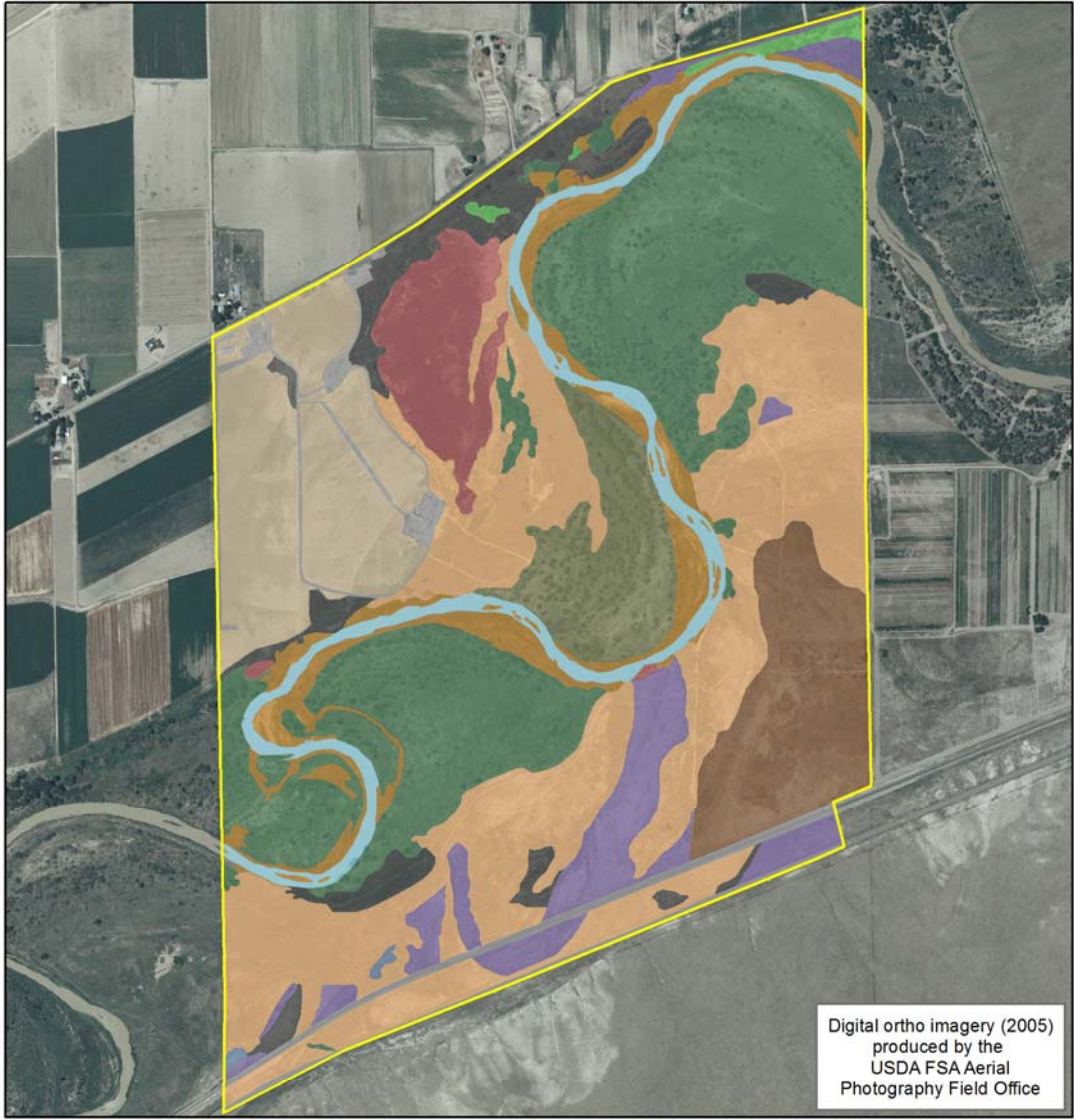 Digital ortho imagery (2005)
produced by the
USDA FSA Aerial
Photography Field Office